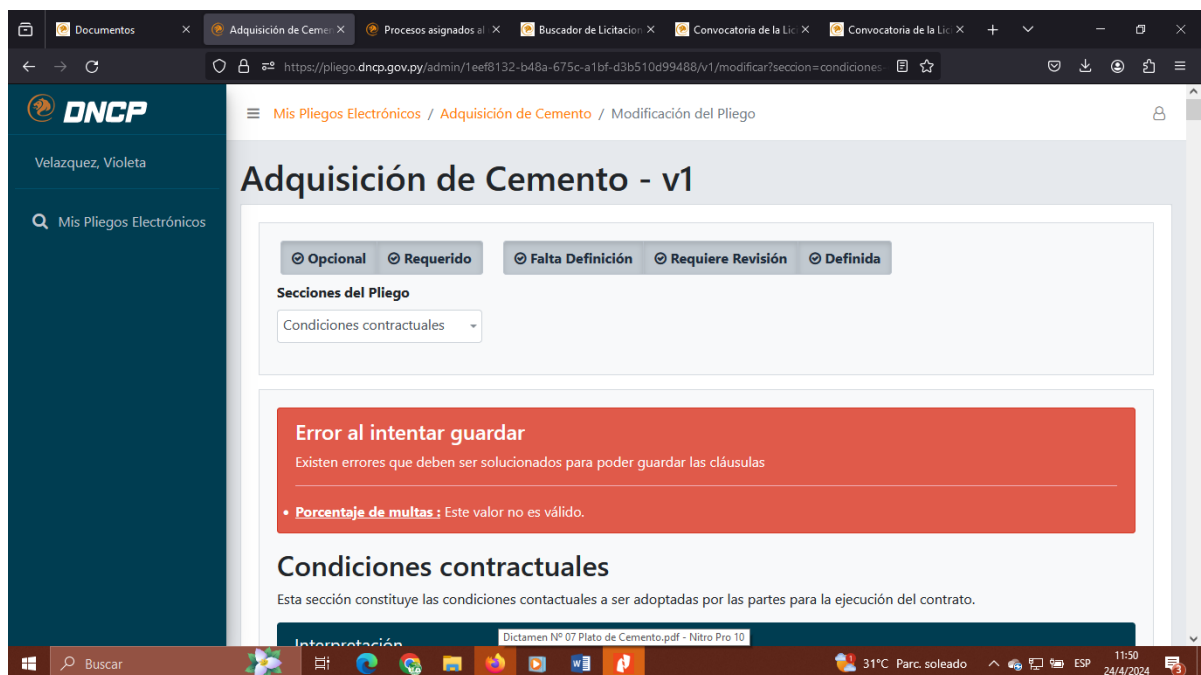 Documentos
Adquisición de Cemen
Procesos asignados al
Buscador de Licitacion
Convocatoria de la Lic
Convocatoria de la Lic
https://pliego.dncp.gov.py/admin/1eef8132-b48a-675c-a1bf-d3b510d99488/v1/modificar?seccion=condiciones-
DNCP
Mis Pliegos Electrónicos / Adquisición de Cemento / Modificación del Pliego
Velazquez, Violeta
Mis Pliegos Electrónicos
Adquisición de Cemento - v1
Opcional Requerido Falta Definición Requiere Revisión Definida
Secciones del Pliego
Condiciones contractuales
Error al intentar guardar
Existen errores que deben ser solucionados para poder guardar las cláusulas
• Porcentaje de multas : Este valor no es válido.
Condiciones contractuales
Esta sección constituye las condiciones contactuales a ser adoptadas por las partes para la ejecución del contrato.
Interpretación
Dictamen Nº 07 Plato de Cemento.pdf - Nitro Pro 10
Buscar
31°C Parc. soleado
ESP
11:50
24/4/2024
3